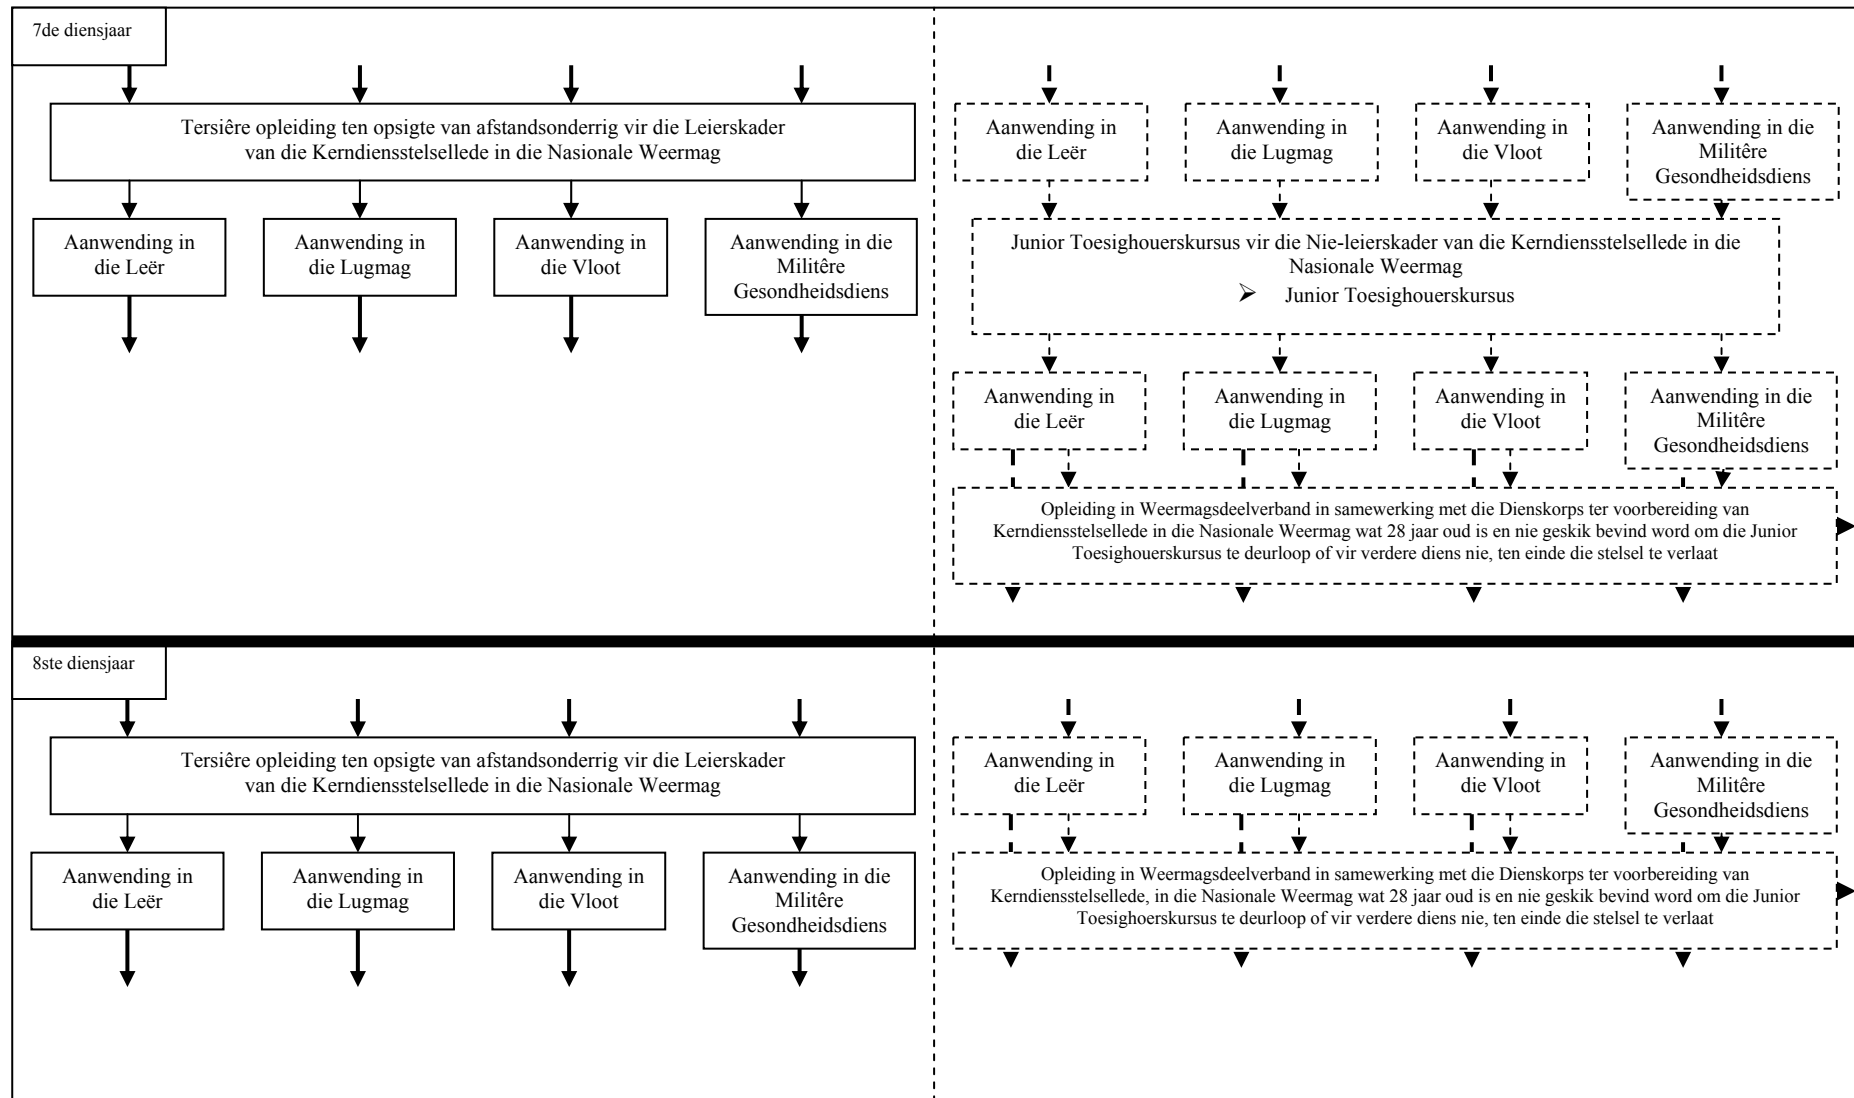 7de diensjaar
Tersiêre opleiding ten opsigte van afstandsonderrig vir die Leierskader
van die Kerndiensstelsellede in die Nasionale Weermag
Aanwending in
die Leër
Aanwending in
die Lugmag
Aanwending in
die Vloot
Aanwending in die
Militêre
Gesondheidsdiens
Aanwending in
die Leër
Aanwending in
die Lugmag
Aanwending in
die Vloot
Aanwending in die
Militêre
Gesondheidsdiens
Junior Toesighouerskursus vir die Nie-leierskader van die Kerndiensstelsellede in die
Nasionale Weermag
➢ Junior Toesighouerskursus
Aanwending in
die Leër
Aanwending in
die Lugmag
Aanwending in
die Vloot
Aanwending in die
Militêre
Gesondheidsdiens
Opleiding in Weermagsdeelverband in samewerking met die Dienskorps ter voorbereiding van
Kerndiensstelsellede in die Nasionale Weermag wat 28 jaar oud is en nie geskik bevind word om die Junior
Toesighouerskursus te deurloop of vir verdere diens nie, ten einde die stelsel te verlaat
8ste diensjaar
Tersiêre opleiding ten opsigte van afstandsonderrig vir die Leierskader
van die Kerndiensstelsellede in die Nasionale Weermag
Aanwending in
die Leër
Aanwending in
die Lugmag
Aanwending in
die Vloot
Aanwending in die
Militêre
Gesondheidsdiens
Aanwending in
die Leër
Aanwending in
die Lugmag
Aanwending in
die Vloot
Aanwending in die
Militêre
Gesondheidsdiens
Opleiding in Weermagsdeelverband in samewerking met die Dienskorps ter voorbereiding van
Kerndiensstelsellede, in die Nasionale Weermag wat 28 jaar oud is en nie geskik bevind word om die Junior
Toesighoerskursus te deurloop of vir verdere diens nie, ten einde die stelsel te verlaat